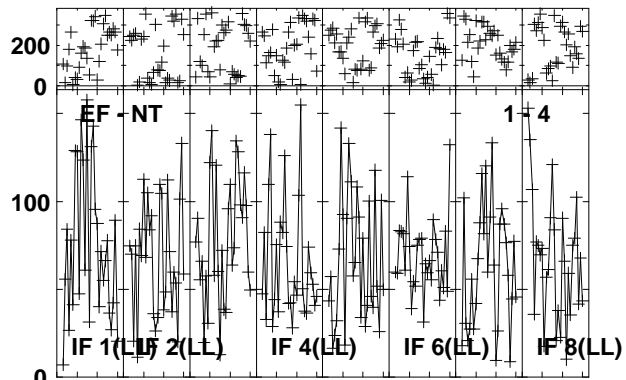 200
0
EF - NT 1 - 4
100
IF 1(LL) IF 2(LL) IF 4(LL) IF 6(LL) IF 8(LL)
0